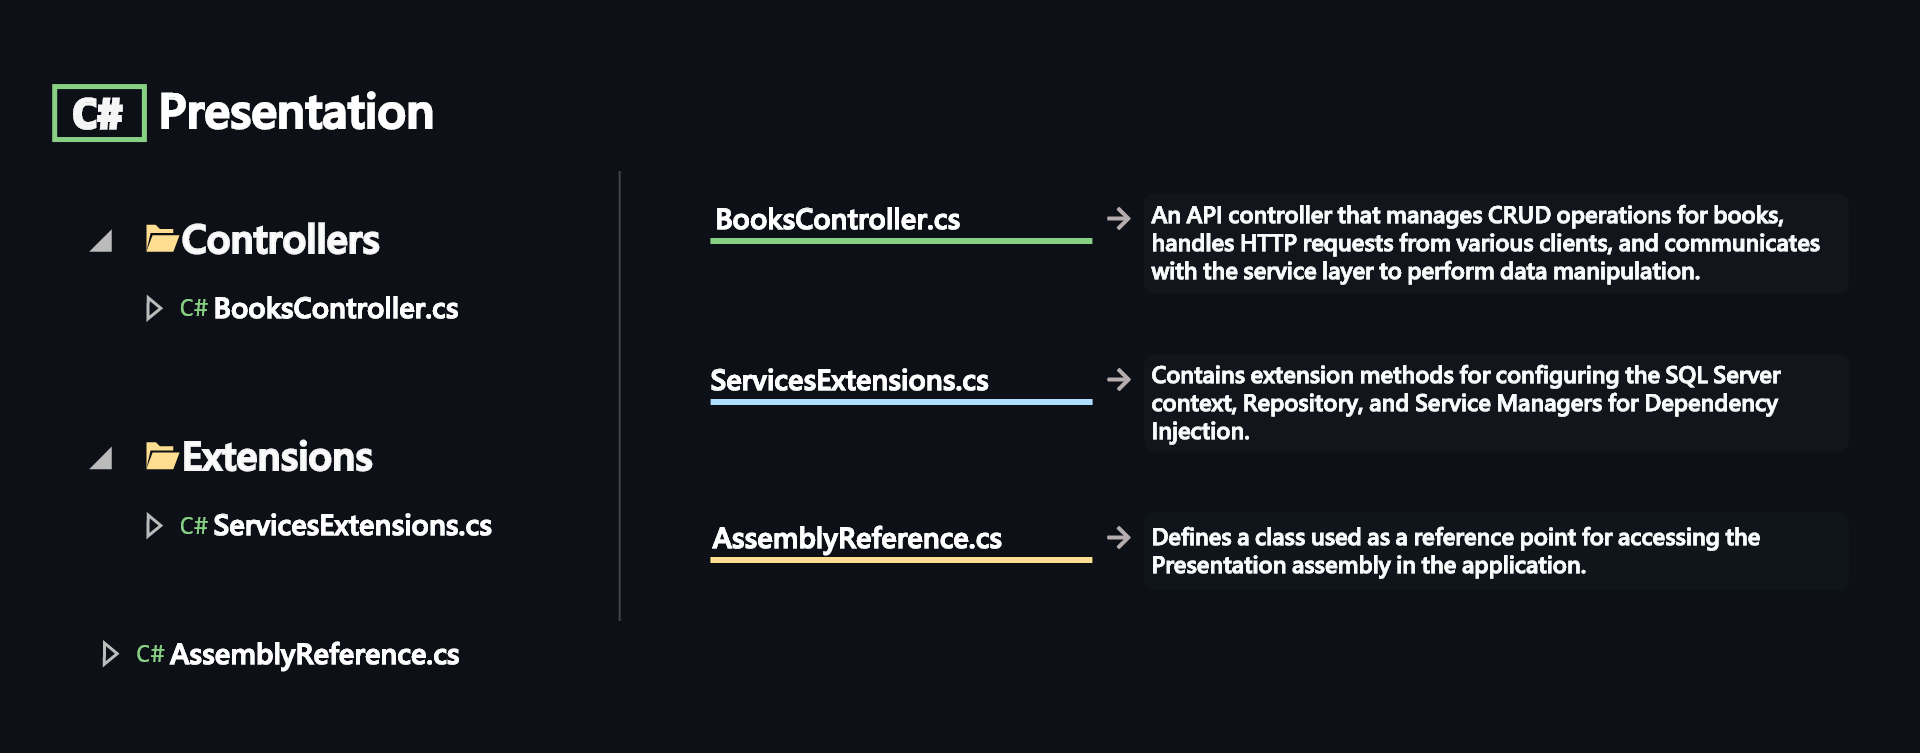 C# Presentation
Controllers
C# BooksController.cs
Extensions
C# ServicesExtensions.cs
C# AssemblyReference.cs
BooksController.cs
An API controller that manages CRUD operations for books,
handles HTTP requests from various clients, and communicates
with the service layer to perform data manipulation.
ServicesExtensions.cs
Contains extension methods for configuring the SQL Server
context, Repository, and Service Managers for Dependency
Injection.
AssemblyReference.cs
Defines a class used as a reference point for accessing the
Presentation assembly in the application.